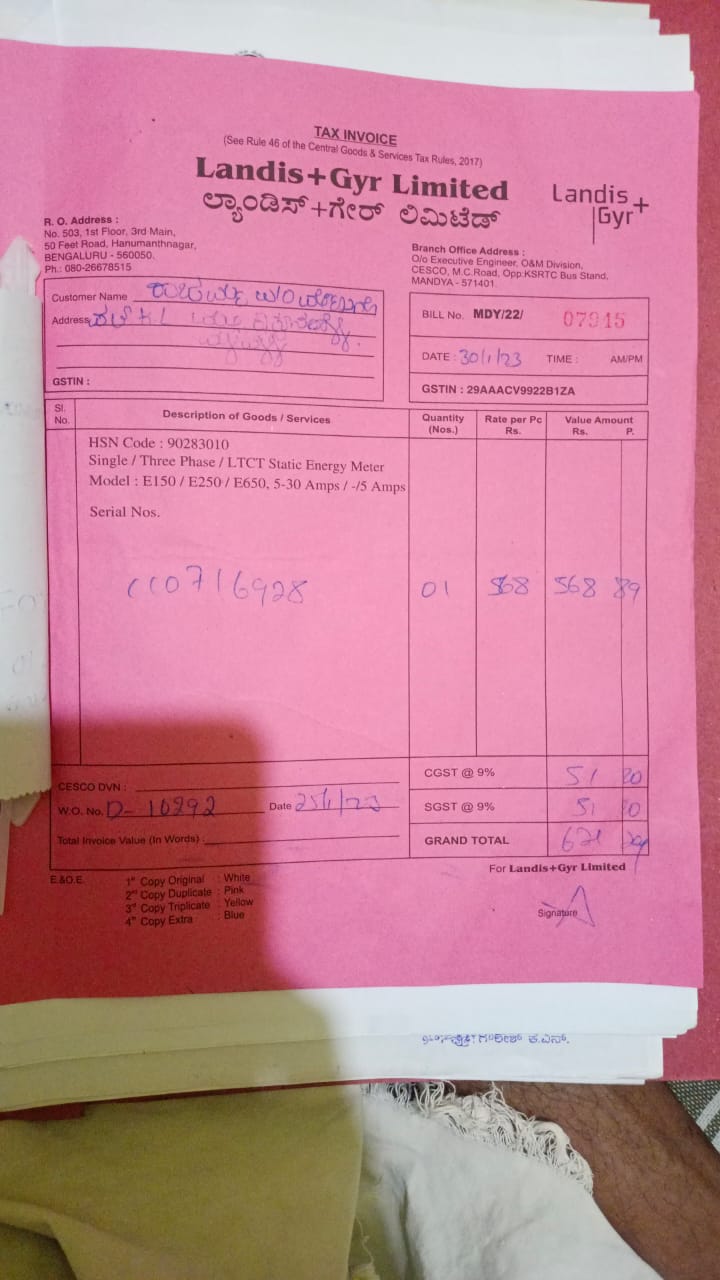 TAX INVOICE
(See Rule 46 of the Central Goods & Services Tax Rules, 2017)
Landis+Gyr Limited
ಲ್ಯಾಂಡಿಸ್+ಗೇರ್ ಲಿಮಿಟೆಡ್
Landis+
Gyr
R. O. Address :
No. 503, 1st Floor, 3rd Main,
50 Feet Road, Hanumanthnagar,
BENGALURU - 560050.
Ph.: 080-26678515
Branch Office Address :
O/o Executive Engineer, O&M Division,
CESCO, M.C.Road, Opp:KSRTC Bus Stand,
MANDYA - 571401.
Customer Name
Address
GSTIN :
BILL No. MDY/22/ 07915
DATE : 30/1/23 TIME : AM/PM
GSTIN : 29AAACV9922B1ZA
Sl. No. Description of Goods / Services Quantity (Nos.) Rate per Pc Rs. Value Amount Rs. P.
HSN Code : 90283010
Single / Three Phase / LTCT Static Energy Meter
Model : E150 / E250 / E650, 5-30 Amps / -/5 Amps
Serial Nos.
0716928 01 568 568 89
CESCO DVN :
CGST @ 9% 51 20
W.O. No. D- 10292 Date 25/1/23
SGST @ 9% 51 20
Total Invoice Value (In Words) :
GRAND TOTAL 671
For Landis+Gyr Limited
E.&O.E.
1st Copy Original : White
2nd Copy Duplicate : Pink
3rd Copy Triplicate : Yellow
4th Copy Extra : Blue
Signature
ಕೆ.ಎನ್.